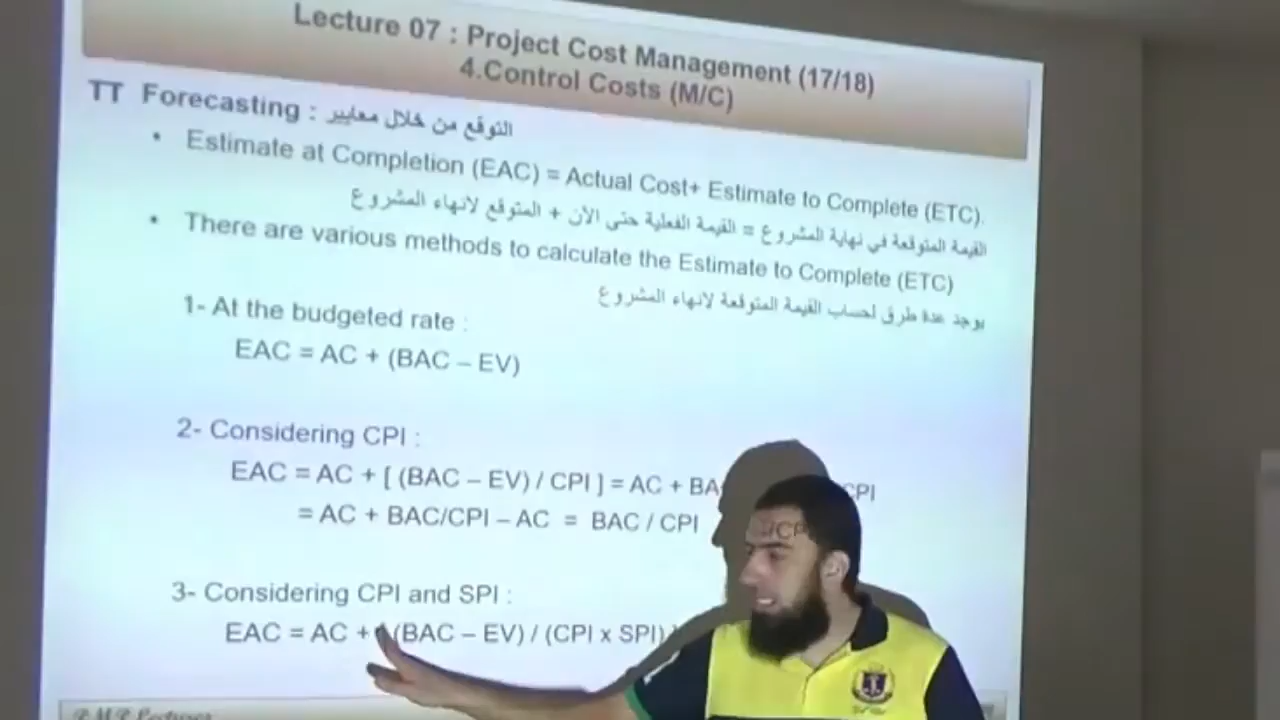 Lecture 07 : Project Cost Management (17/18)
4.Control Costs (M/C)
TT Forecasting : التوقع من خلال معايير
• Estimate at Completion (EAC) = Actual Cost+ Estimate to Complete (ETC).
القيمة المتوقعة في نهاية المشروع = القيمة الفعلية حتى الآن + المتوقع لانهاء المشروع
• There are various methods to calculate the Estimate to Complete (ETC)
يوجد عدة طرق لحساب القيمة المتوقعة لانهاء المشروع
1- At the budgeted rate :
EAC = AC + (BAC – EV)
2- Considering CPI :
EAC = AC + [ (BAC – EV) / CPI ] = AC + BA CPI
= AC + BAC/CPI – AC = BAC / CPI
3- Considering CPI and SPI :
EAC = AC + (BAC – EV) / (CPI x SPI)
P.M.P Lectures